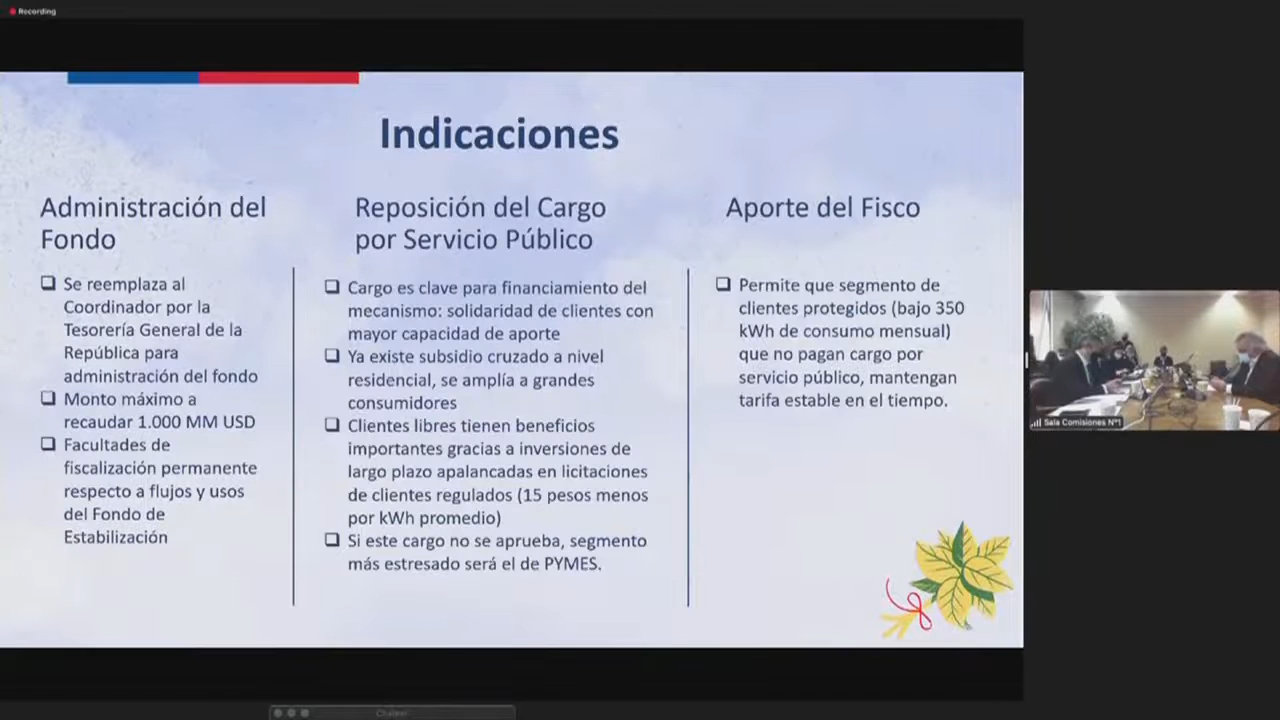 Recording
Indicaciones
Administración del
Fondo
Se reemplaza al
Coordinador por la
Tesorería General de la
República para
administración del fondo
Monto máximo a
recaudar 1.000 MM USD
Facultades de
fiscalización permanente
respecto a flujos y usos
del Fondo de
Estabilización
Reposición del Cargo
por Servicio Público
Cargo es clave para financiamiento del
mecanismo: solidaridad de clientes con
mayor capacidad de aporte
Ya existe subsidio cruzado a nivel
residencial, se amplía a grandes
consumidores
Clientes libres tienen beneficios
importantes gracias a inversiones de
largo plazo apalancadas en licitaciones
de clientes regulados (15 pesos menos
por kWh promedio)
Si este cargo no se aprueba, segmento
más estresado será el de PYMES.
Aporte del Fisco
Permite que segmento de
clientes protegidos (bajo 350
kWh de consumo mensual)
que no pagan cargo por
servicio público, mantengan
tarifa estable en el tiempo.
Sala Comisiones N°1